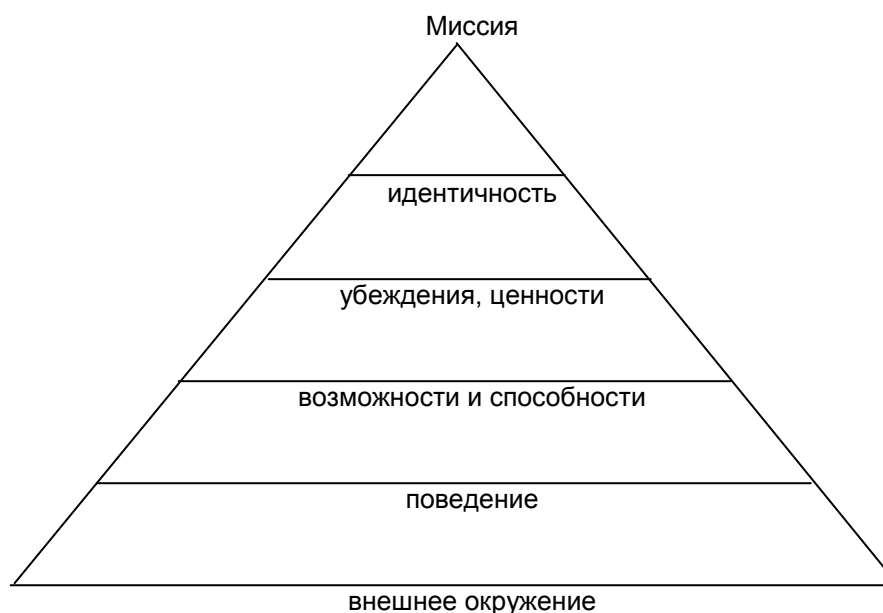 Миссия
идентичность
убеждения, ценности
возможности и способности
поведение
внешнее окружение